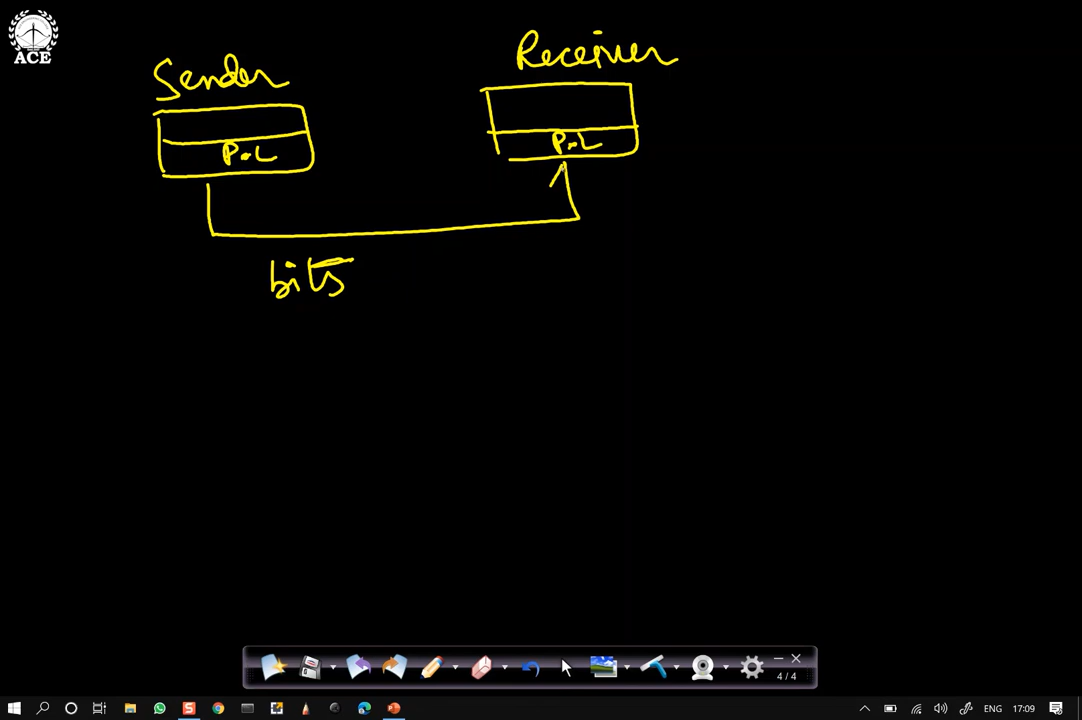 ACE
Sender
Receiver
P.L
P.L
bits
4 / 4
ENG
17:09